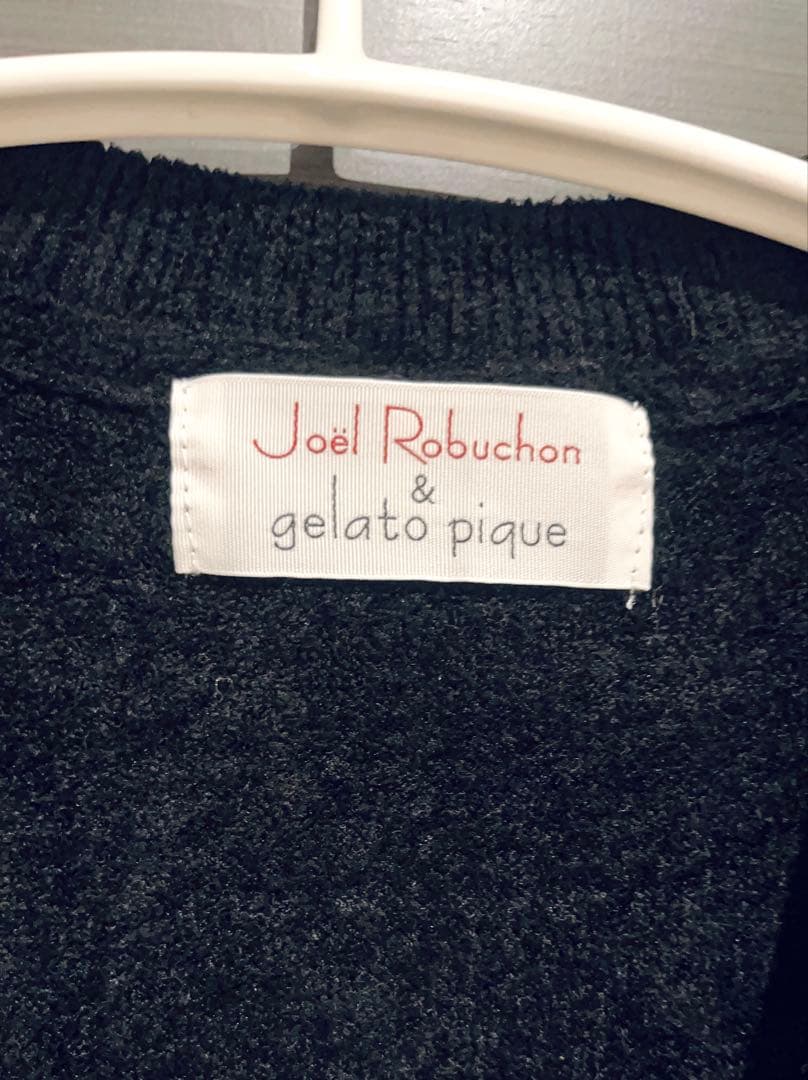 Joël Robuchon
&
gelato pique